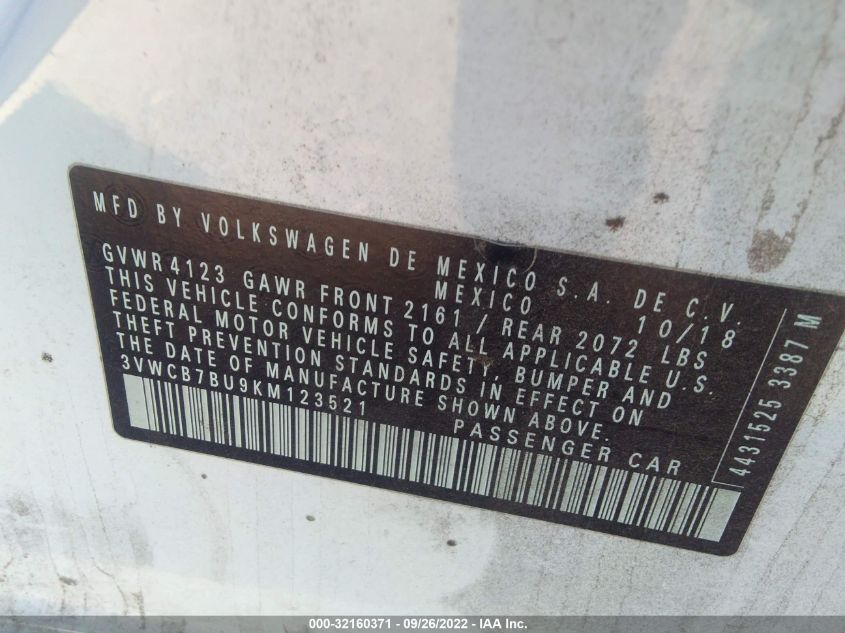 MFD BY VOLKSWAGEN DE MEXICO S.A. DE C.V.
MEXICO 10/18
GVWR 4123 GAWR FRONT 2161 / REAR 2072 LBS
THIS VEHICLE CONFORMS TO ALL APPLICABLE U.S.
FEDERAL MOTOR VEHICLE SAFETY, BUMPER AND
THEFT PREVENTION STANDARDS IN EFFECT ON
THE DATE OF MANUFACTURE SHOWN ABOVE.
3VWCB7BU9KM123521 PASSENGER CAR
4431525 3387 M
000-32160371 - 09/26/2022 - IAA Inc.